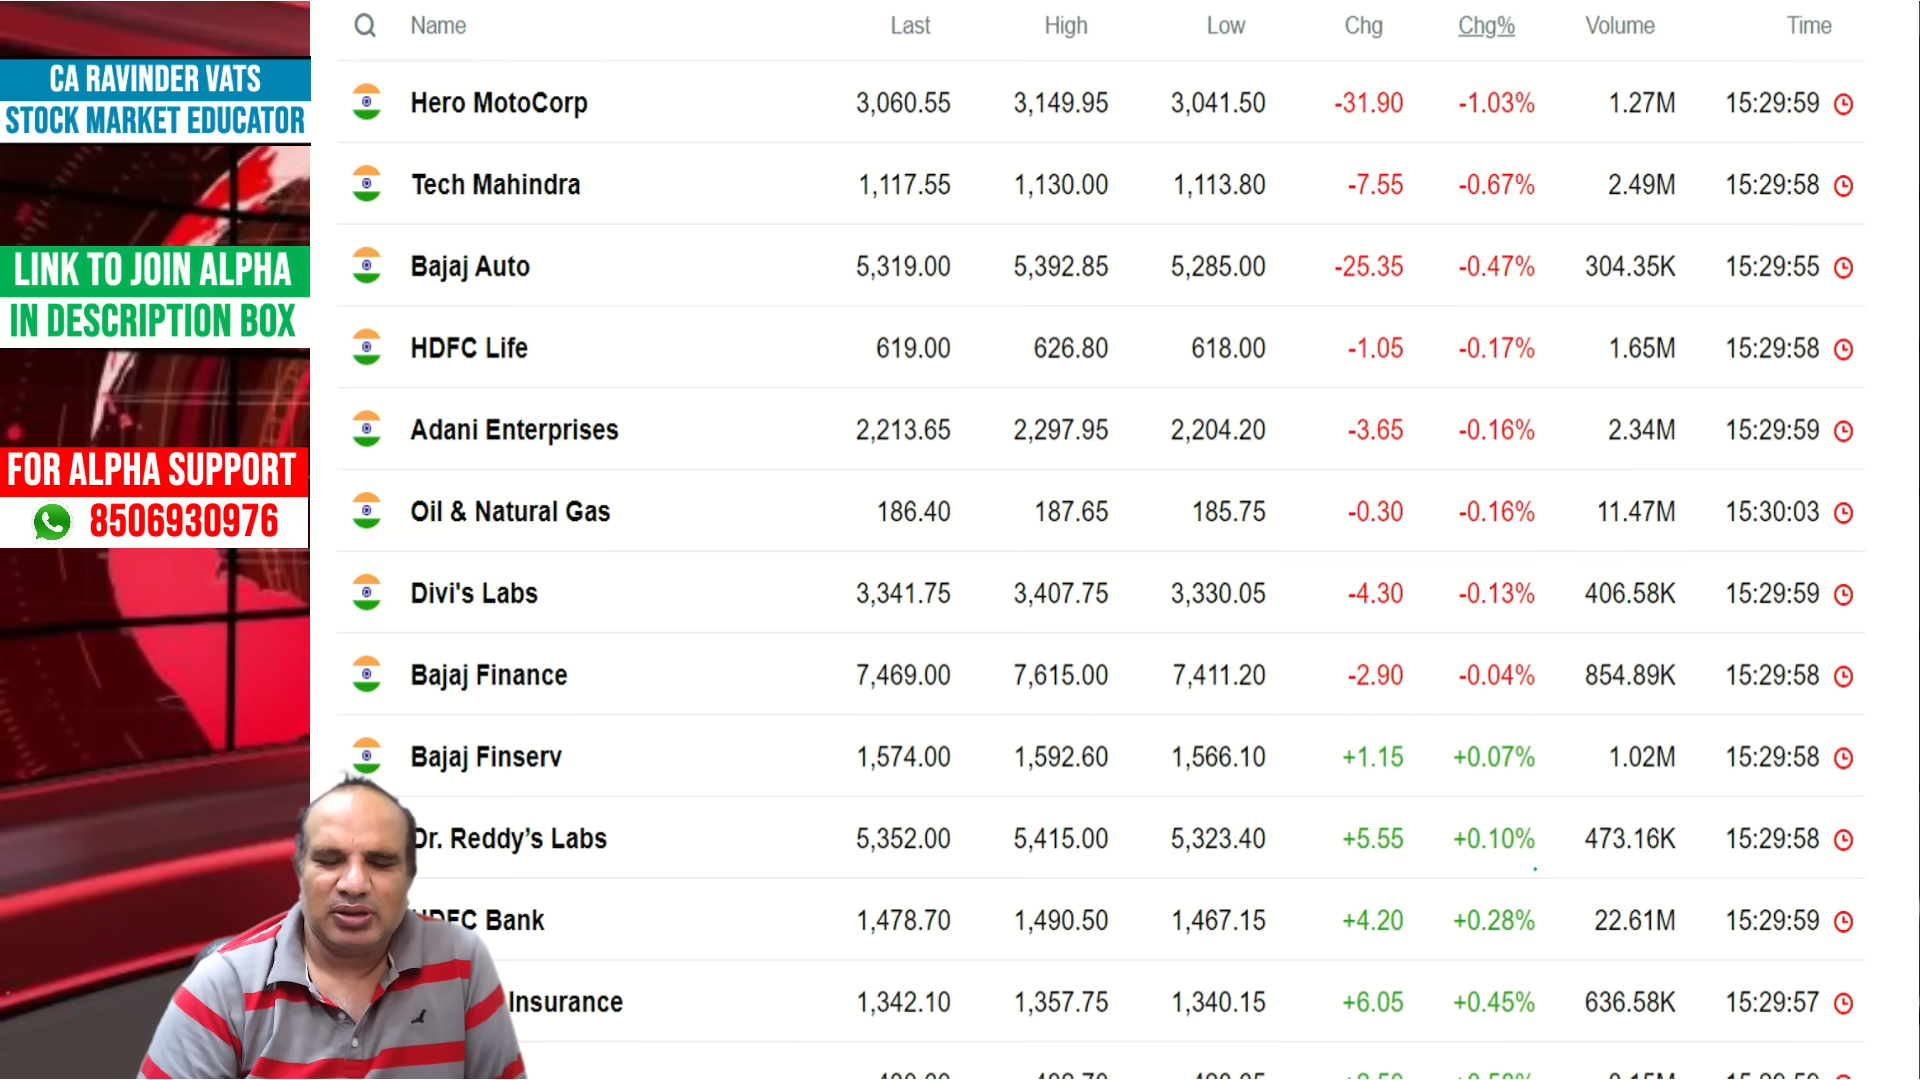 CA RAVINDER VATS
STOCK MARKET EDUCATOR
LINK TO JOIN ALPHA
IN DESCRIPTION BOX
FOR ALPHA SUPPORT
8506930976
Name Last High Low Chg Chg% Volume Time
Hero MotoCorp 3,060.55 3,149.95 3,041.50 -31.90 -1.03% 1.27M 15:29:59
Tech Mahindra 1,117.55 1,130.00 1,113.80 -7.55 -0.67% 2.49M 15:29:58
Bajaj Auto 5,319.00 5,392.85 5,285.00 -25.35 -0.47% 304.35K 15:29:55
HDFC Life 619.00 626.80 618.00 -1.05 -0.17% 1.65M 15:29:58
Adani Enterprises 2,213.65 2,297.95 2,204.20 -3.65 -0.16% 2.34M 15:29:59
Oil & Natural Gas 186.40 187.65 185.75 -0.30 -0.16% 11.47M 15:30:03
Divi's Labs 3,341.75 3,407.75 3,330.05 -4.30 -0.13% 406.58K 15:29:59
Bajaj Finance 7,469.00 7,615.00 7,411.20 -2.90 -0.04% 854.89K 15:29:58
Bajaj Finserv 1,574.00 1,592.60 1,566.10 +1.15 +0.07% 1.02M 15:29:58
Dr. Reddy’s Labs 5,352.00 5,415.00 5,323.40 +5.55 +0.10% 473.16K 15:29:58
HDFC Bank 1,478.70 1,490.50 1,467.15 +4.20 +0.28% 22.61M 15:29:59
Insurance 1,342.10 1,357.75 1,340.15 +6.05 +0.45% 636.58K 15:29:57